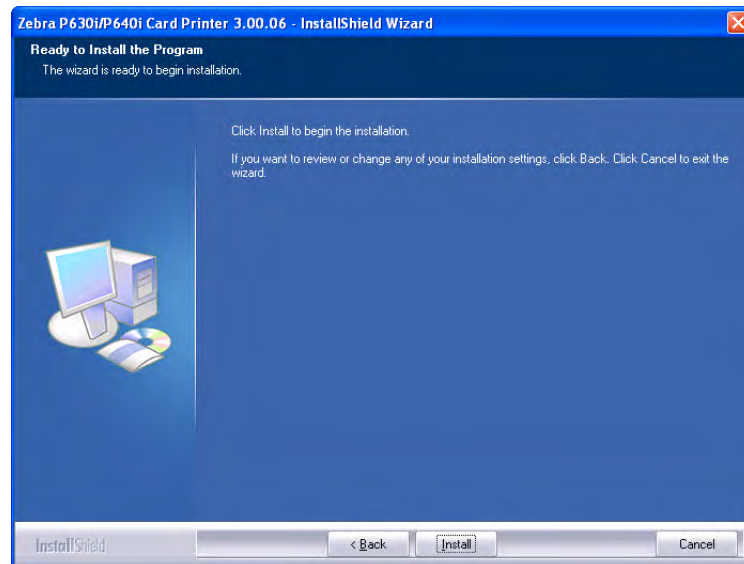 Zebra P630i/P640i Card Printer 3.00.06 - InstallShield Wizard
Ready to Install the Program
The wizard is ready to begin installation.
Click Install to begin the installation.
If you want to review or change any of your installation settings, click Back. Click Cancel to exit the
wizard.
InstallShield
< Back Install Cancel